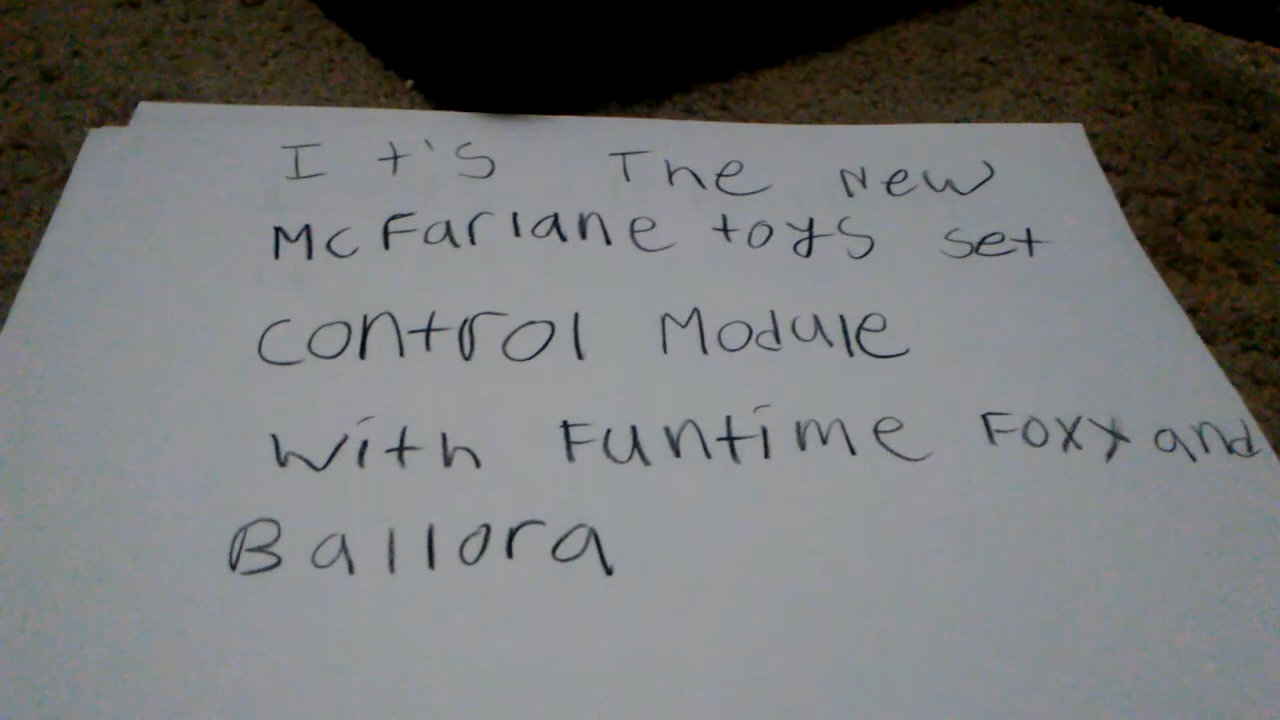 It's The New
McFarlane toys set
Control Module
With Funtime Foxy and
Ballora